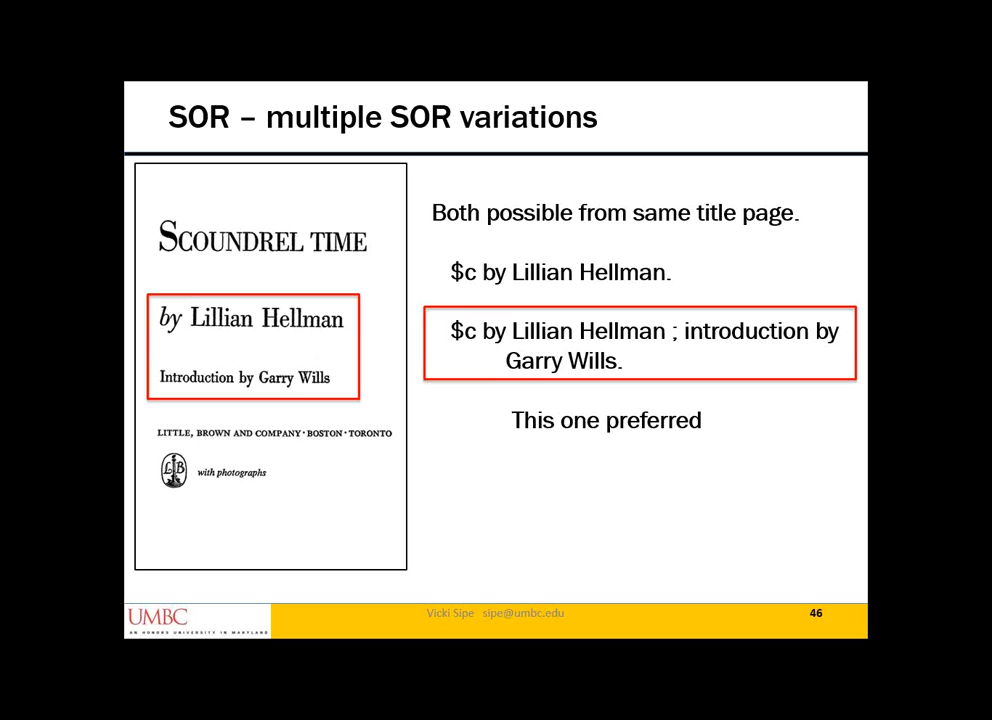 SOR – multiple SOR variations
SCOUNDREL TIME
by Lillian Hellman
Introduction by Garry Wills
LITTLE, BROWN AND COMPANY · BOSTON · TORONTO
LB
with photographs
Both possible from same title page.
$c by Lillian Hellman.
$c by Lillian Hellman ; introduction by
Garry Wills.
This one preferred
UMBC
AN HONORS UNIVERSITY IN MARYLAND
Vicki Sipe sipe@umbc.edu
46